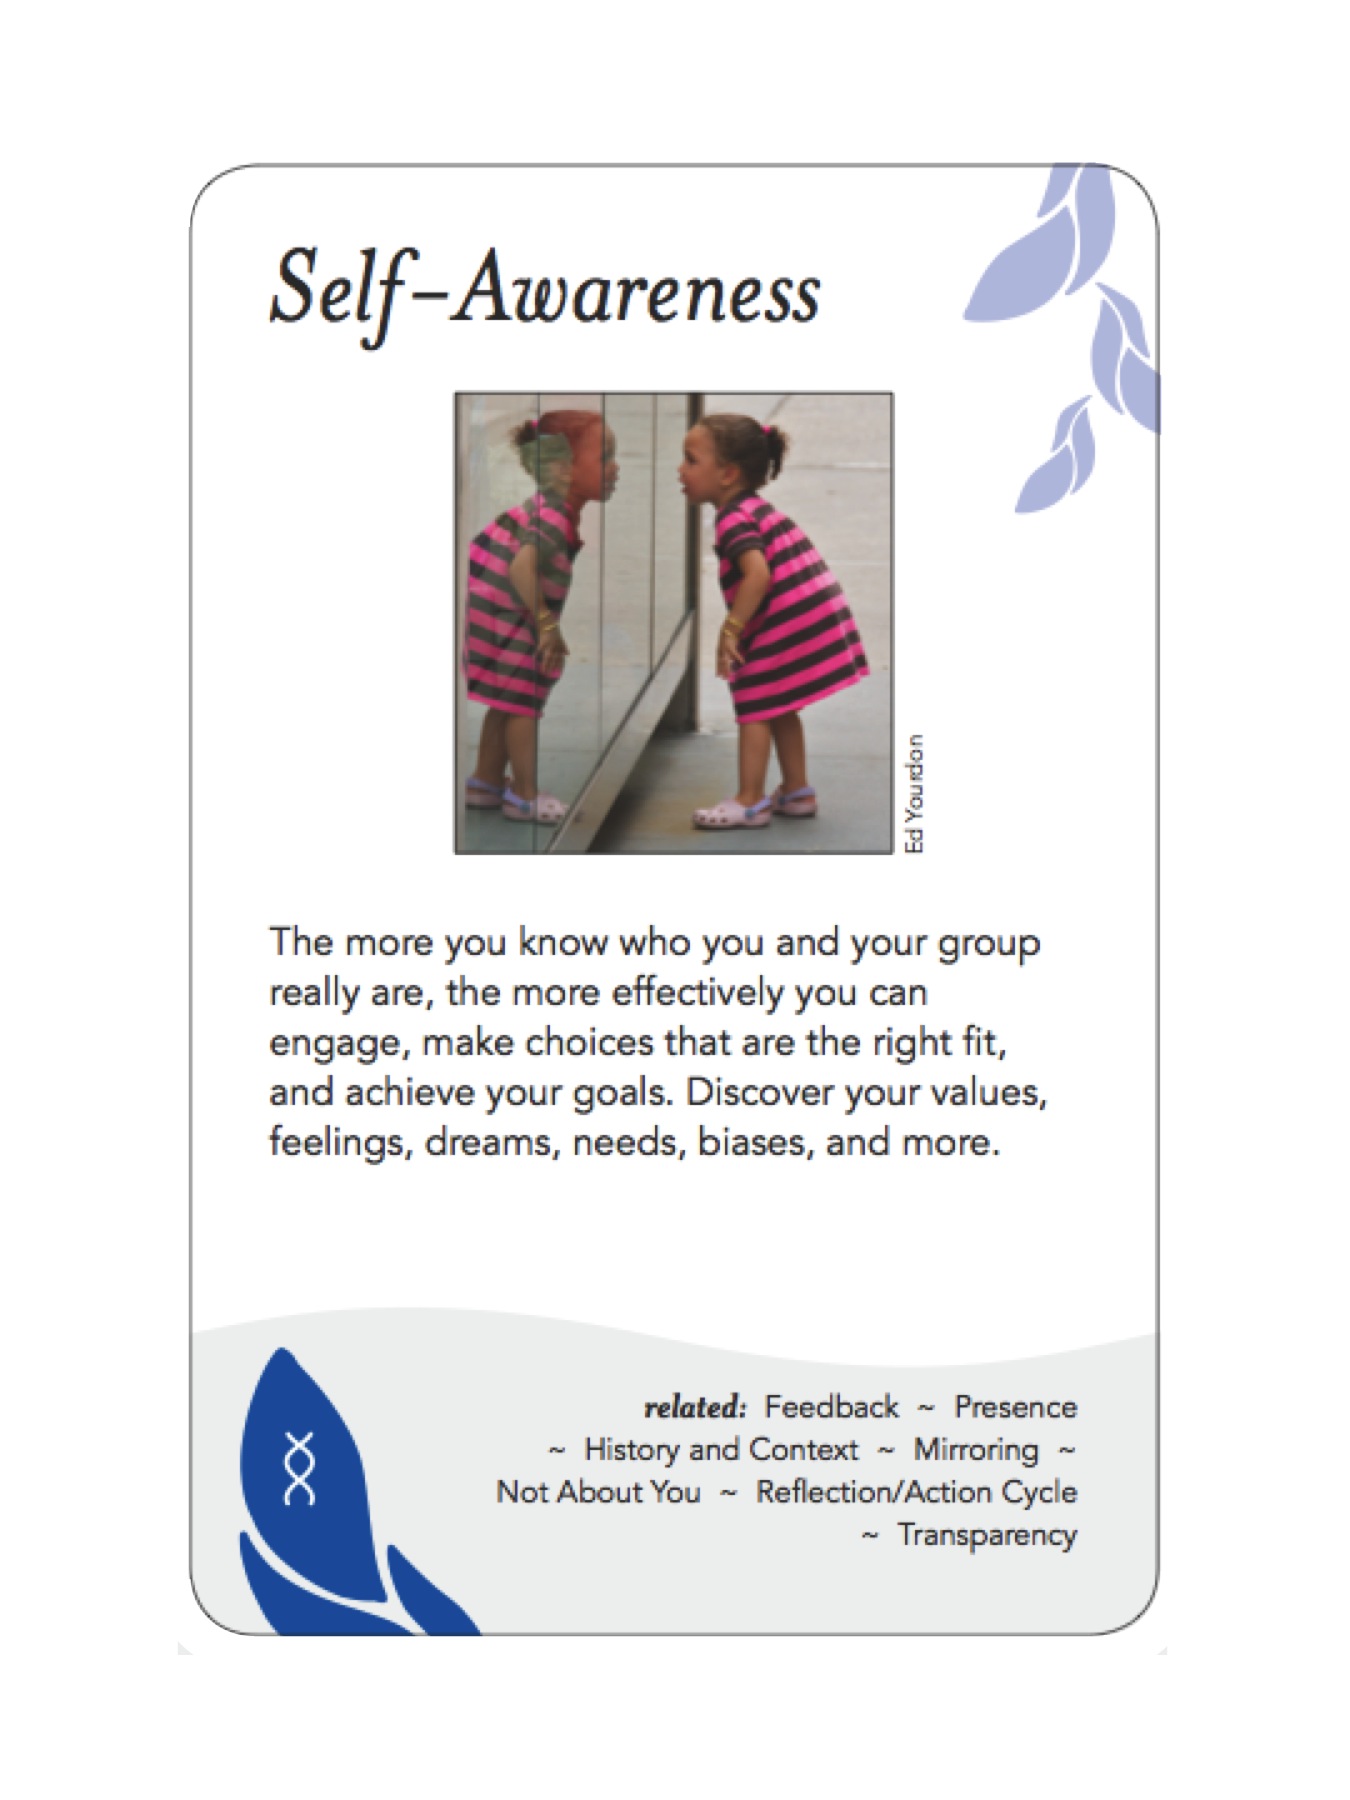 Self-Awareness
Ed Yourdon
The more you know who you and your group
really are, the more effectively you can
engage, make choices that are the right fit,
and achieve your goals. Discover your values,
feelings, dreams, needs, biases, and more.
related: Feedback ~ Presence
~ History and Context ~ Mirroring ~
Not About You ~ Reflection/Action Cycle
~ Transparency